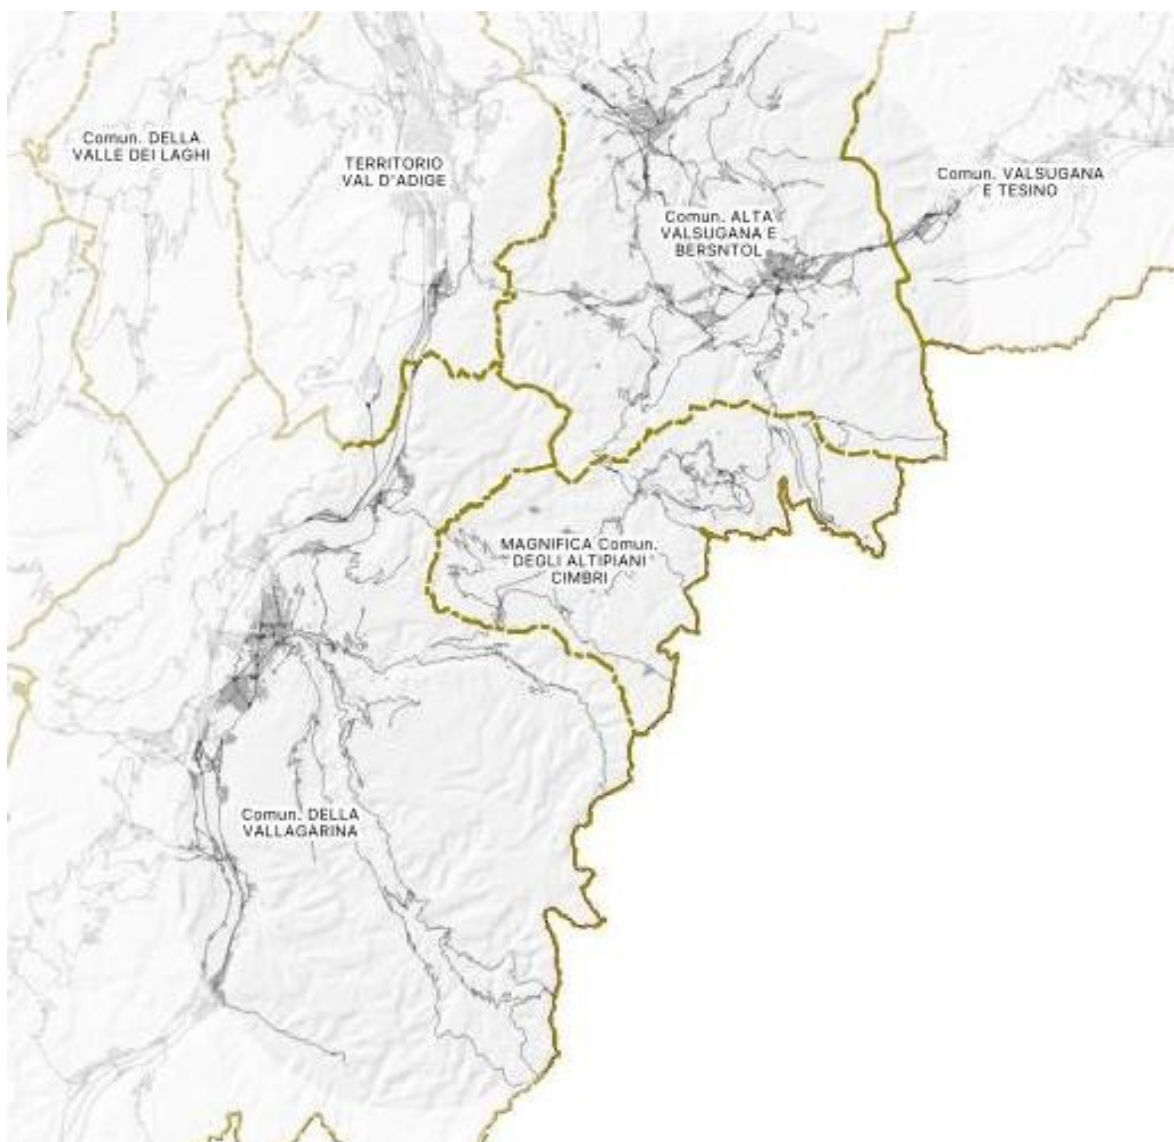 Comun. DELLA
VALLE DEI LAGHI
TERRITORIO
VAL D'ADIGE
Comun. VALSUGANA
E TESINO
Comun. ALTA
VALSUGANA E
BERSNTOL
MAGNIFICA Comun.
DEGLI ALTIPIANI
CIMBRI
Comun. DELLA
VALLAGARINA